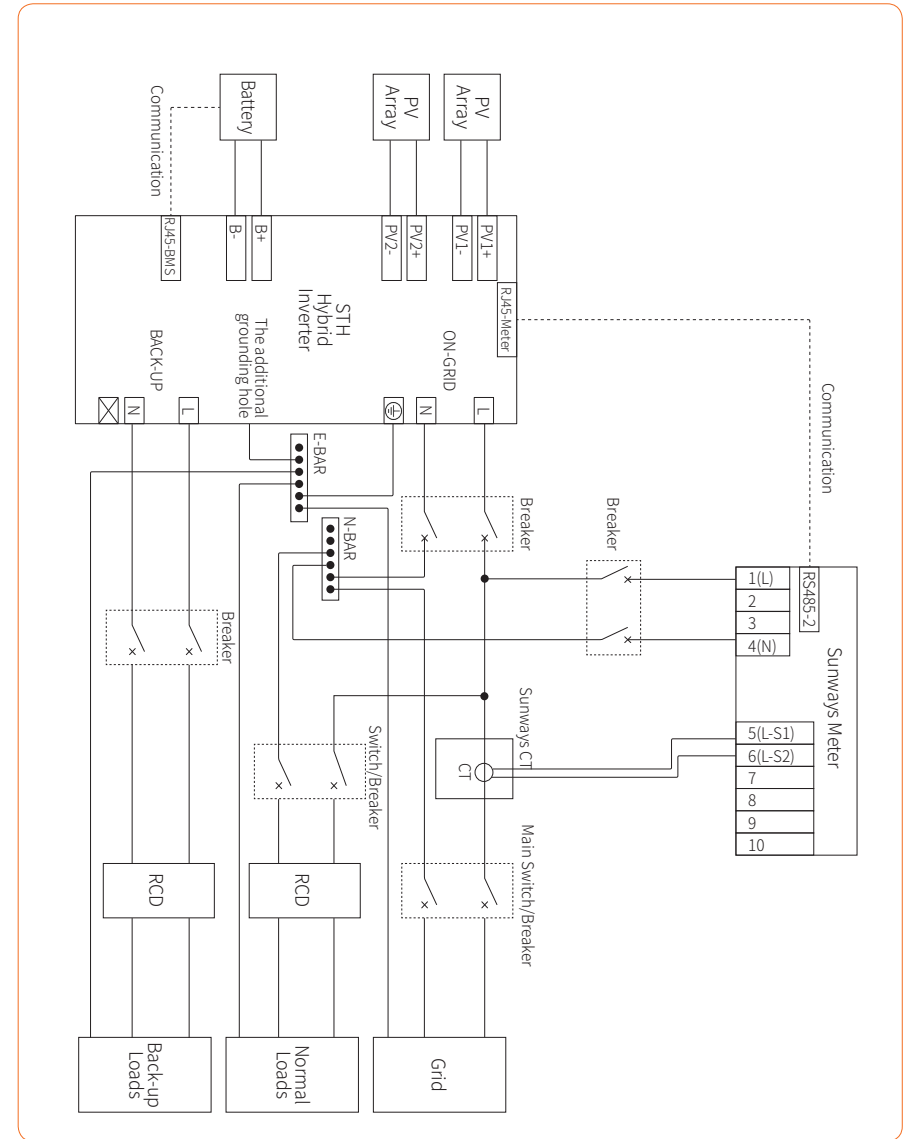 PV
Array
PV
Array
Battery
Communication
PV1+
PV1-
PV2+
PV2-
B+
B-
RJ45-BMS
RJ45-Meter
STH
Hybrid
Inverter
ON-GRID
The additional
grounding hole
BACK-UP
L
N
L
N
Communication
E-BAR
N-BAR
Breaker
Breaker
Breaker
RS485-2
1(L)
2
3
4(N)
Sunways Meter
5(L-S1)
6(L-S2)
7
8
9
10
Sunways CT
CT
Switch/Breaker
Main Switch/Breaker
RCD
RCD
Back-up
Loads
Normal
Loads
Grid